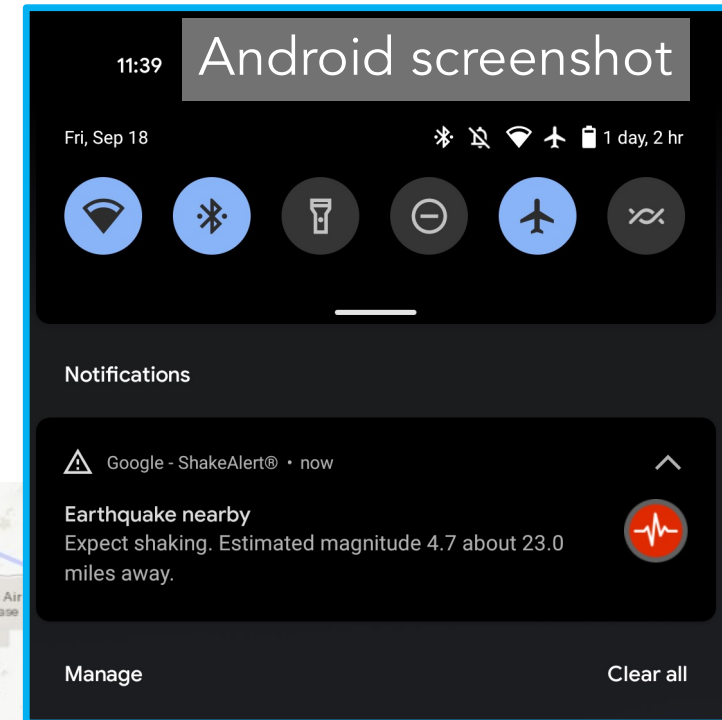 Android screenshot
11:39
Fri, Sep 18
1 day, 2 hr
Notifications
Google - ShakeAlert® • now
Earthquake nearby
Expect shaking. Estimated magnitude 4.7 about 23.0
miles away.
Air
Manage
Clear all